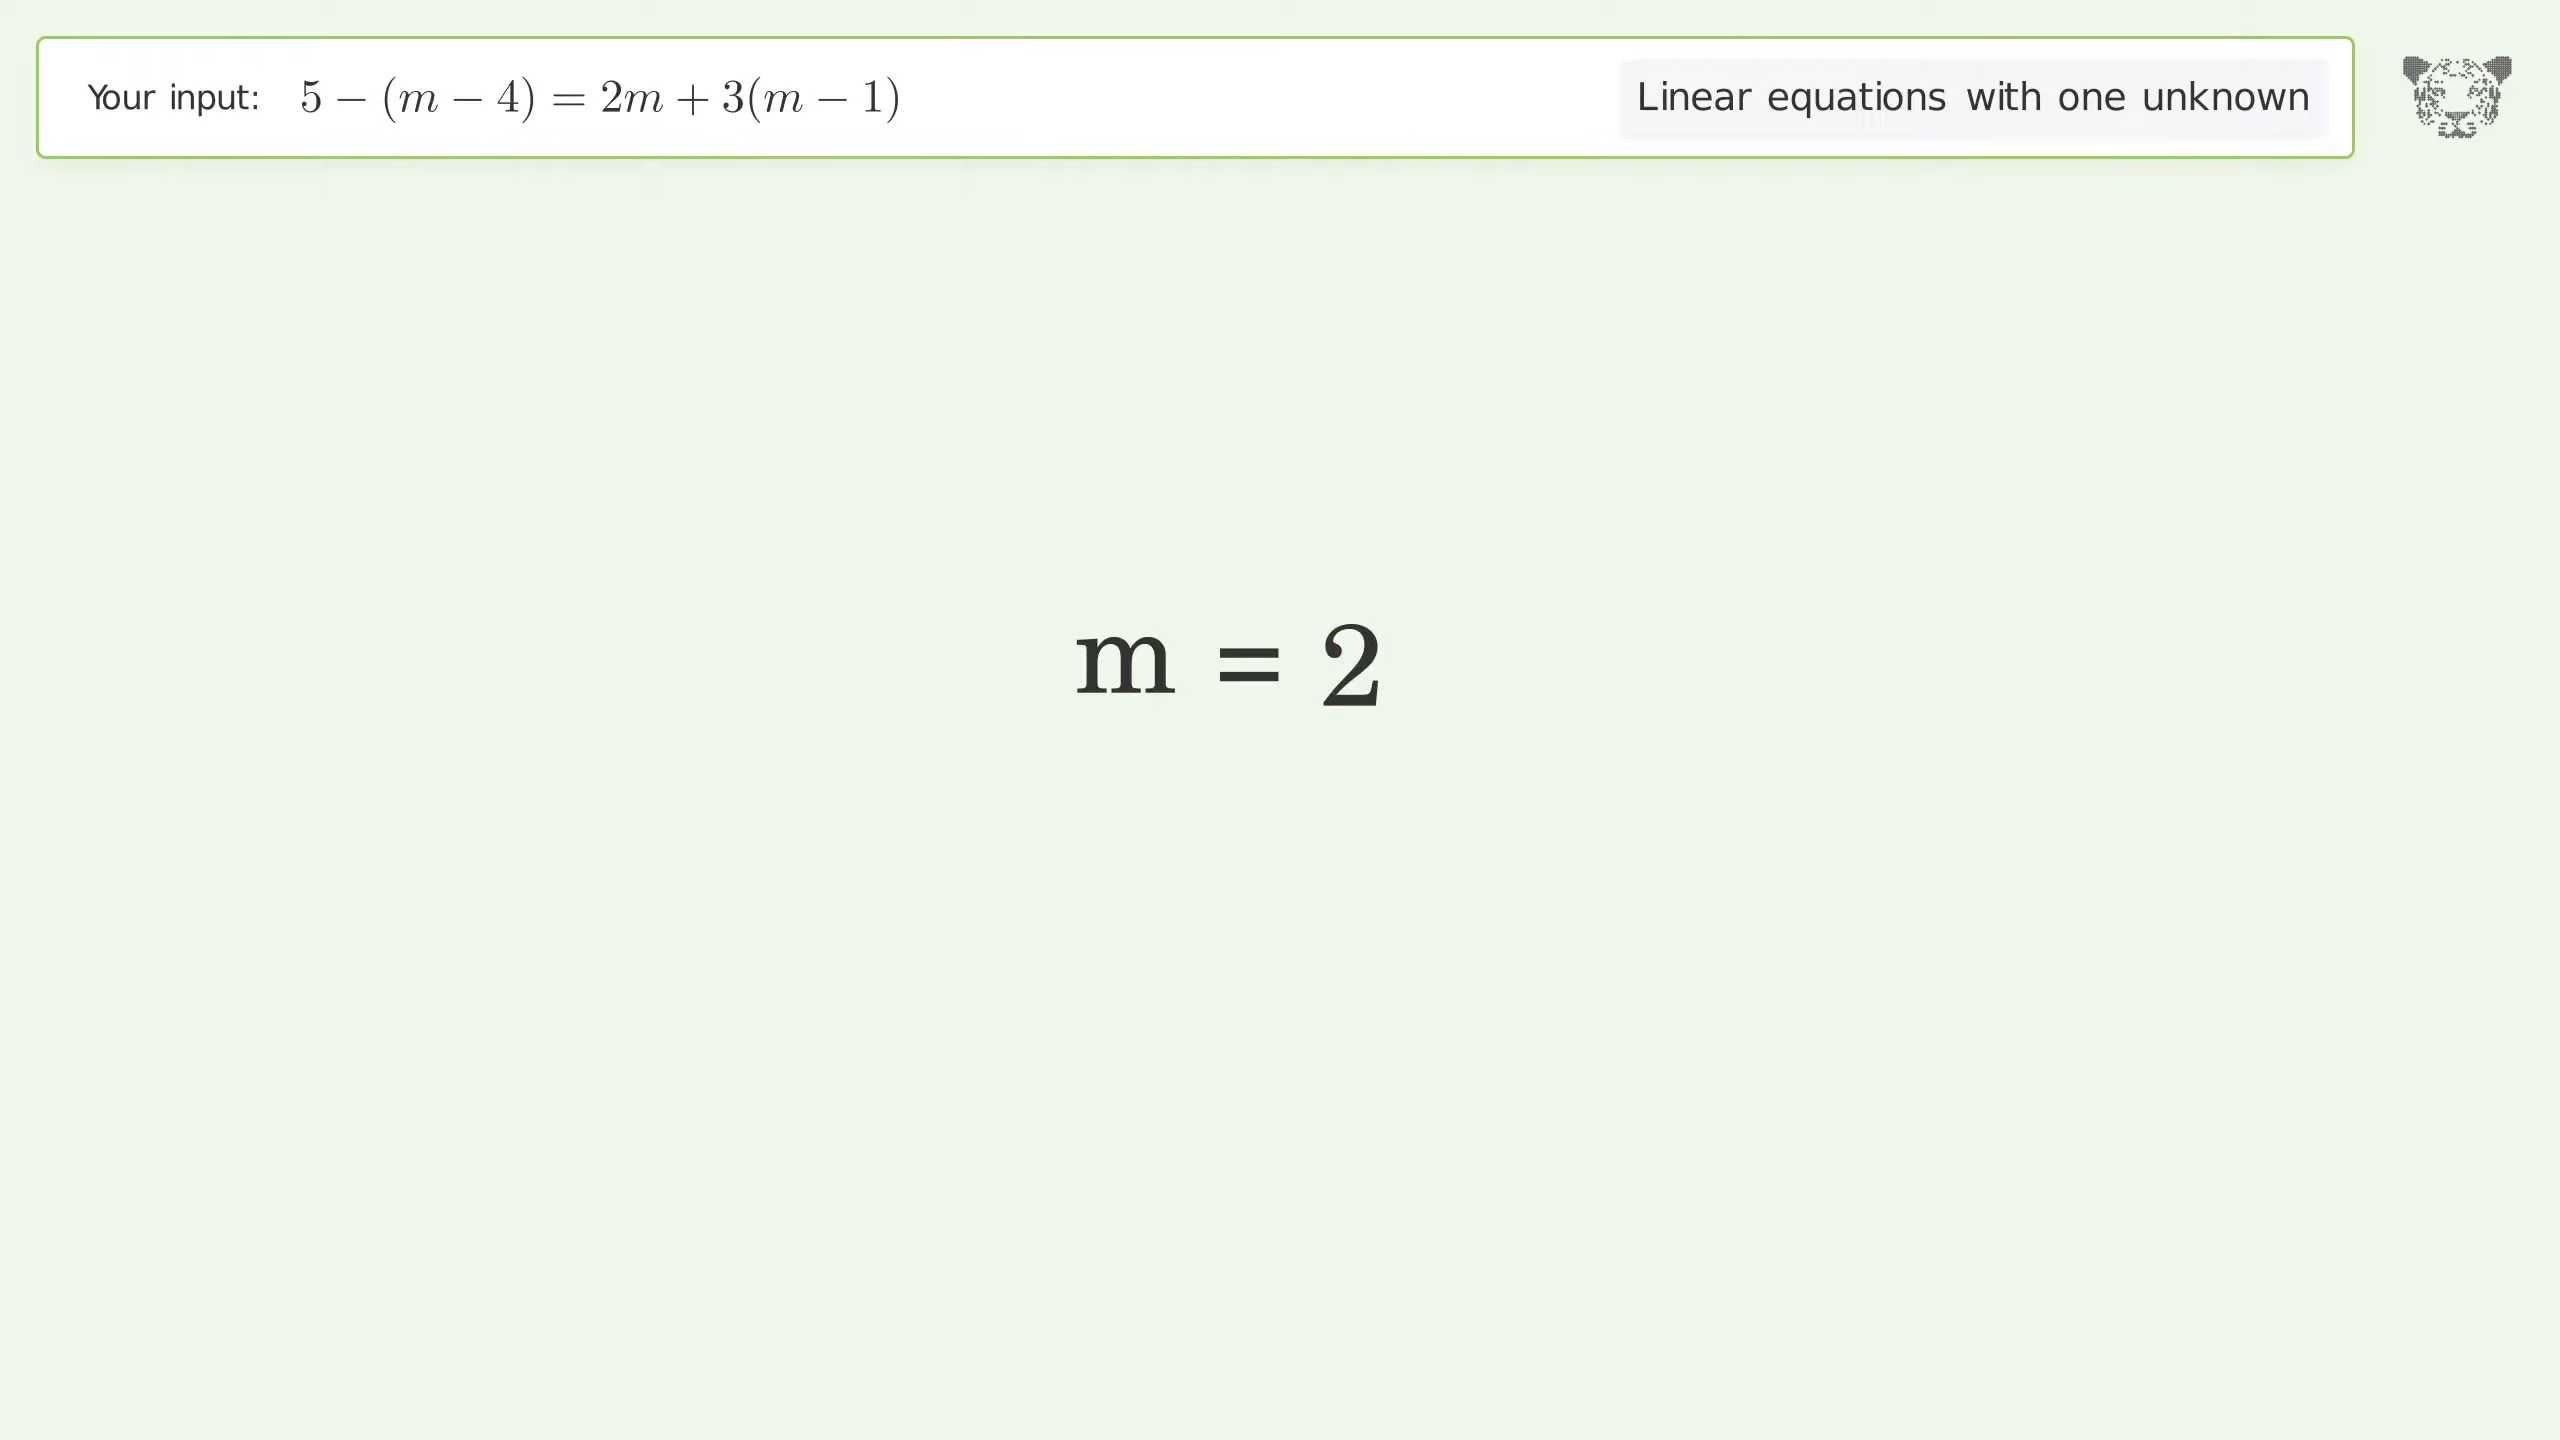 Your input: 5 − (m − 4) = 2m + 3(m − 1)
Linear equations with one unknown
m = 2